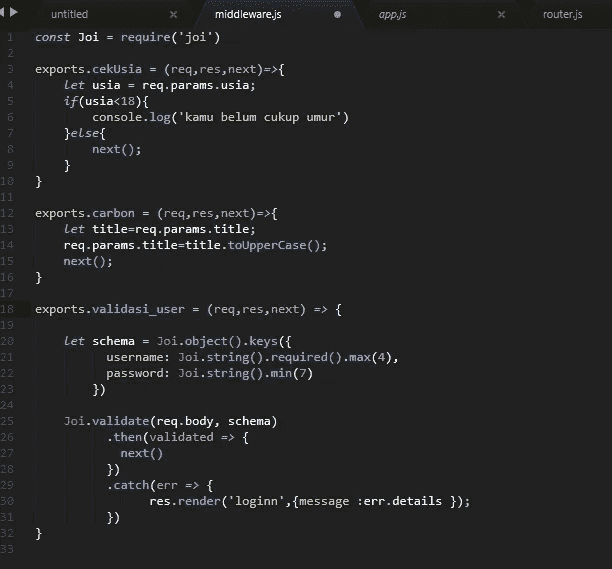 untitled × middleware.js app.js × router.js
1 const Joi = require('joi')
2
3 exports.cekUsia = (req,res,next)=>{
4     let usia = req.params.usia;
5     if(usia<18){
6         console.log('kamu belum cukup umur')
7     }else{
8         next();
9     }
10 }
11
12 exports.carbon = (req,res,next)=>{
13     let title=req.params.title;
14     req.params.title=title.toUpperCase();
15     next();
16 }
17
18 exports.validasi_user = (req,res,next) => {
19
20     let schema = Joi.object().keys({
21           username: Joi.string().required().max(4),
22           password: Joi.string().min(7)
23         })
24
25     Joi.validate(req.body, schema)
26           .then(validated => {
27             next()
28           })
29           .catch(err => {
30                 res.render('loginn',{message :err.details });
31           })
32 }
33